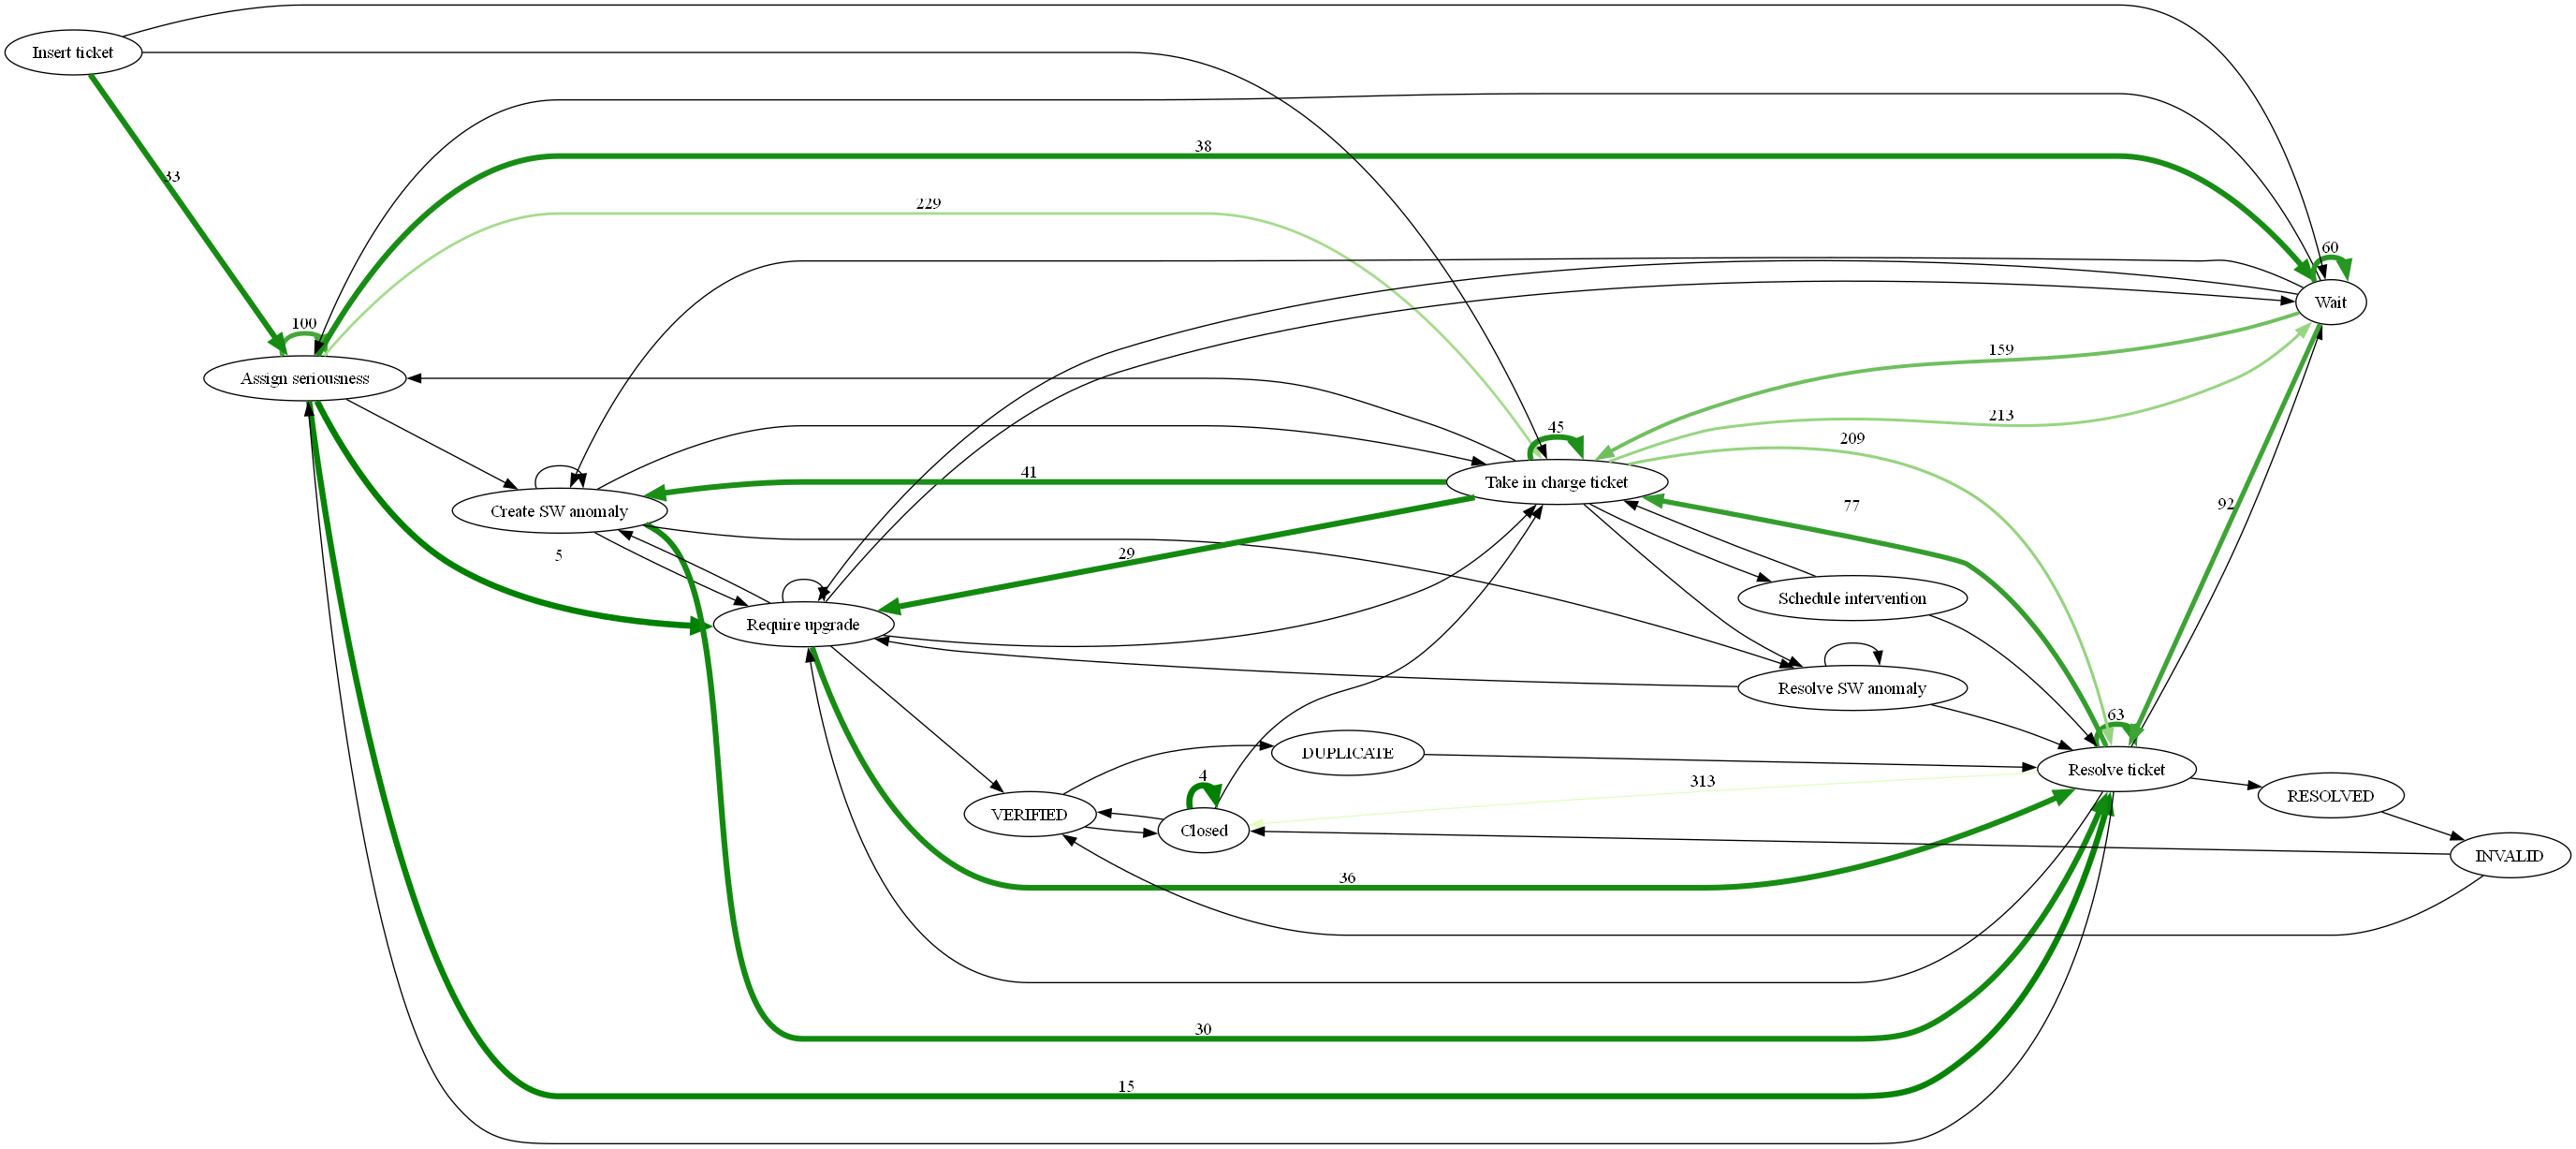 Insert ticket
38
33
229
60
Wait
100
159
Assign seriousness
213
209
45
41
Take in charge ticket
77
92
Create SW anomaly
5
29
Schedule intervention
Require upgrade
Resolve SW anomaly
63
DUPLICATE
Resolve ticket
4
313
RESOLVED
VERIFIED
Closed
INVALID
36
30
15